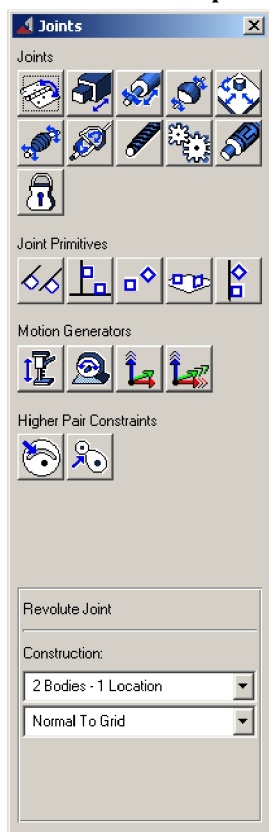 Joints
Joints
Joint Primitives
Motion Generators
Higher Pair Constraints
Revolute Joint
Construction:
2 Bodies - 1 Location
Normal To Grid